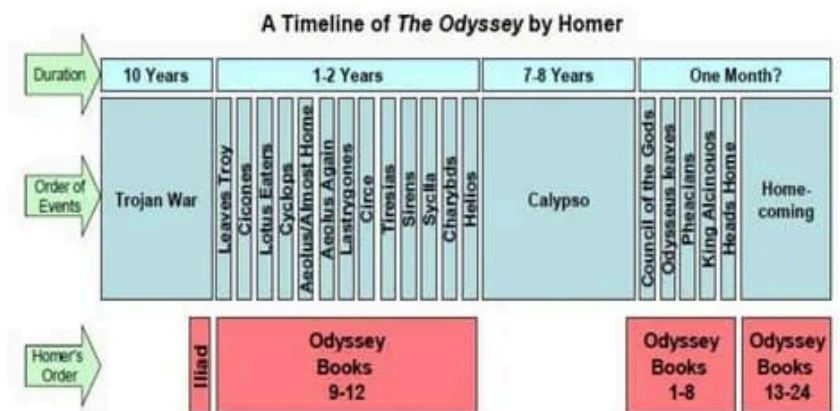 A Timeline of The Odyssey by Homer
Duration
10 Years
1-2 Years
7-8 Years
One Month?
Order of
Events
Trojan War
Leaves Troy
Cicones
Lotus Eaters
Cyclops
Aeolus/Almost Home
Aeolus Again
Lastrygones
Circe
Tiresias
Sirens
Syclla
Charybds
Helios
Calypso
Council of the Gods
Odysseus leaves
Pheacians
King Alcinouos
Heads Home
Home-
coming
Homer's
Order
Iliad
Odyssey
Books
9-12
Odyssey
Books
1-8
Odyssey
Books
13-24